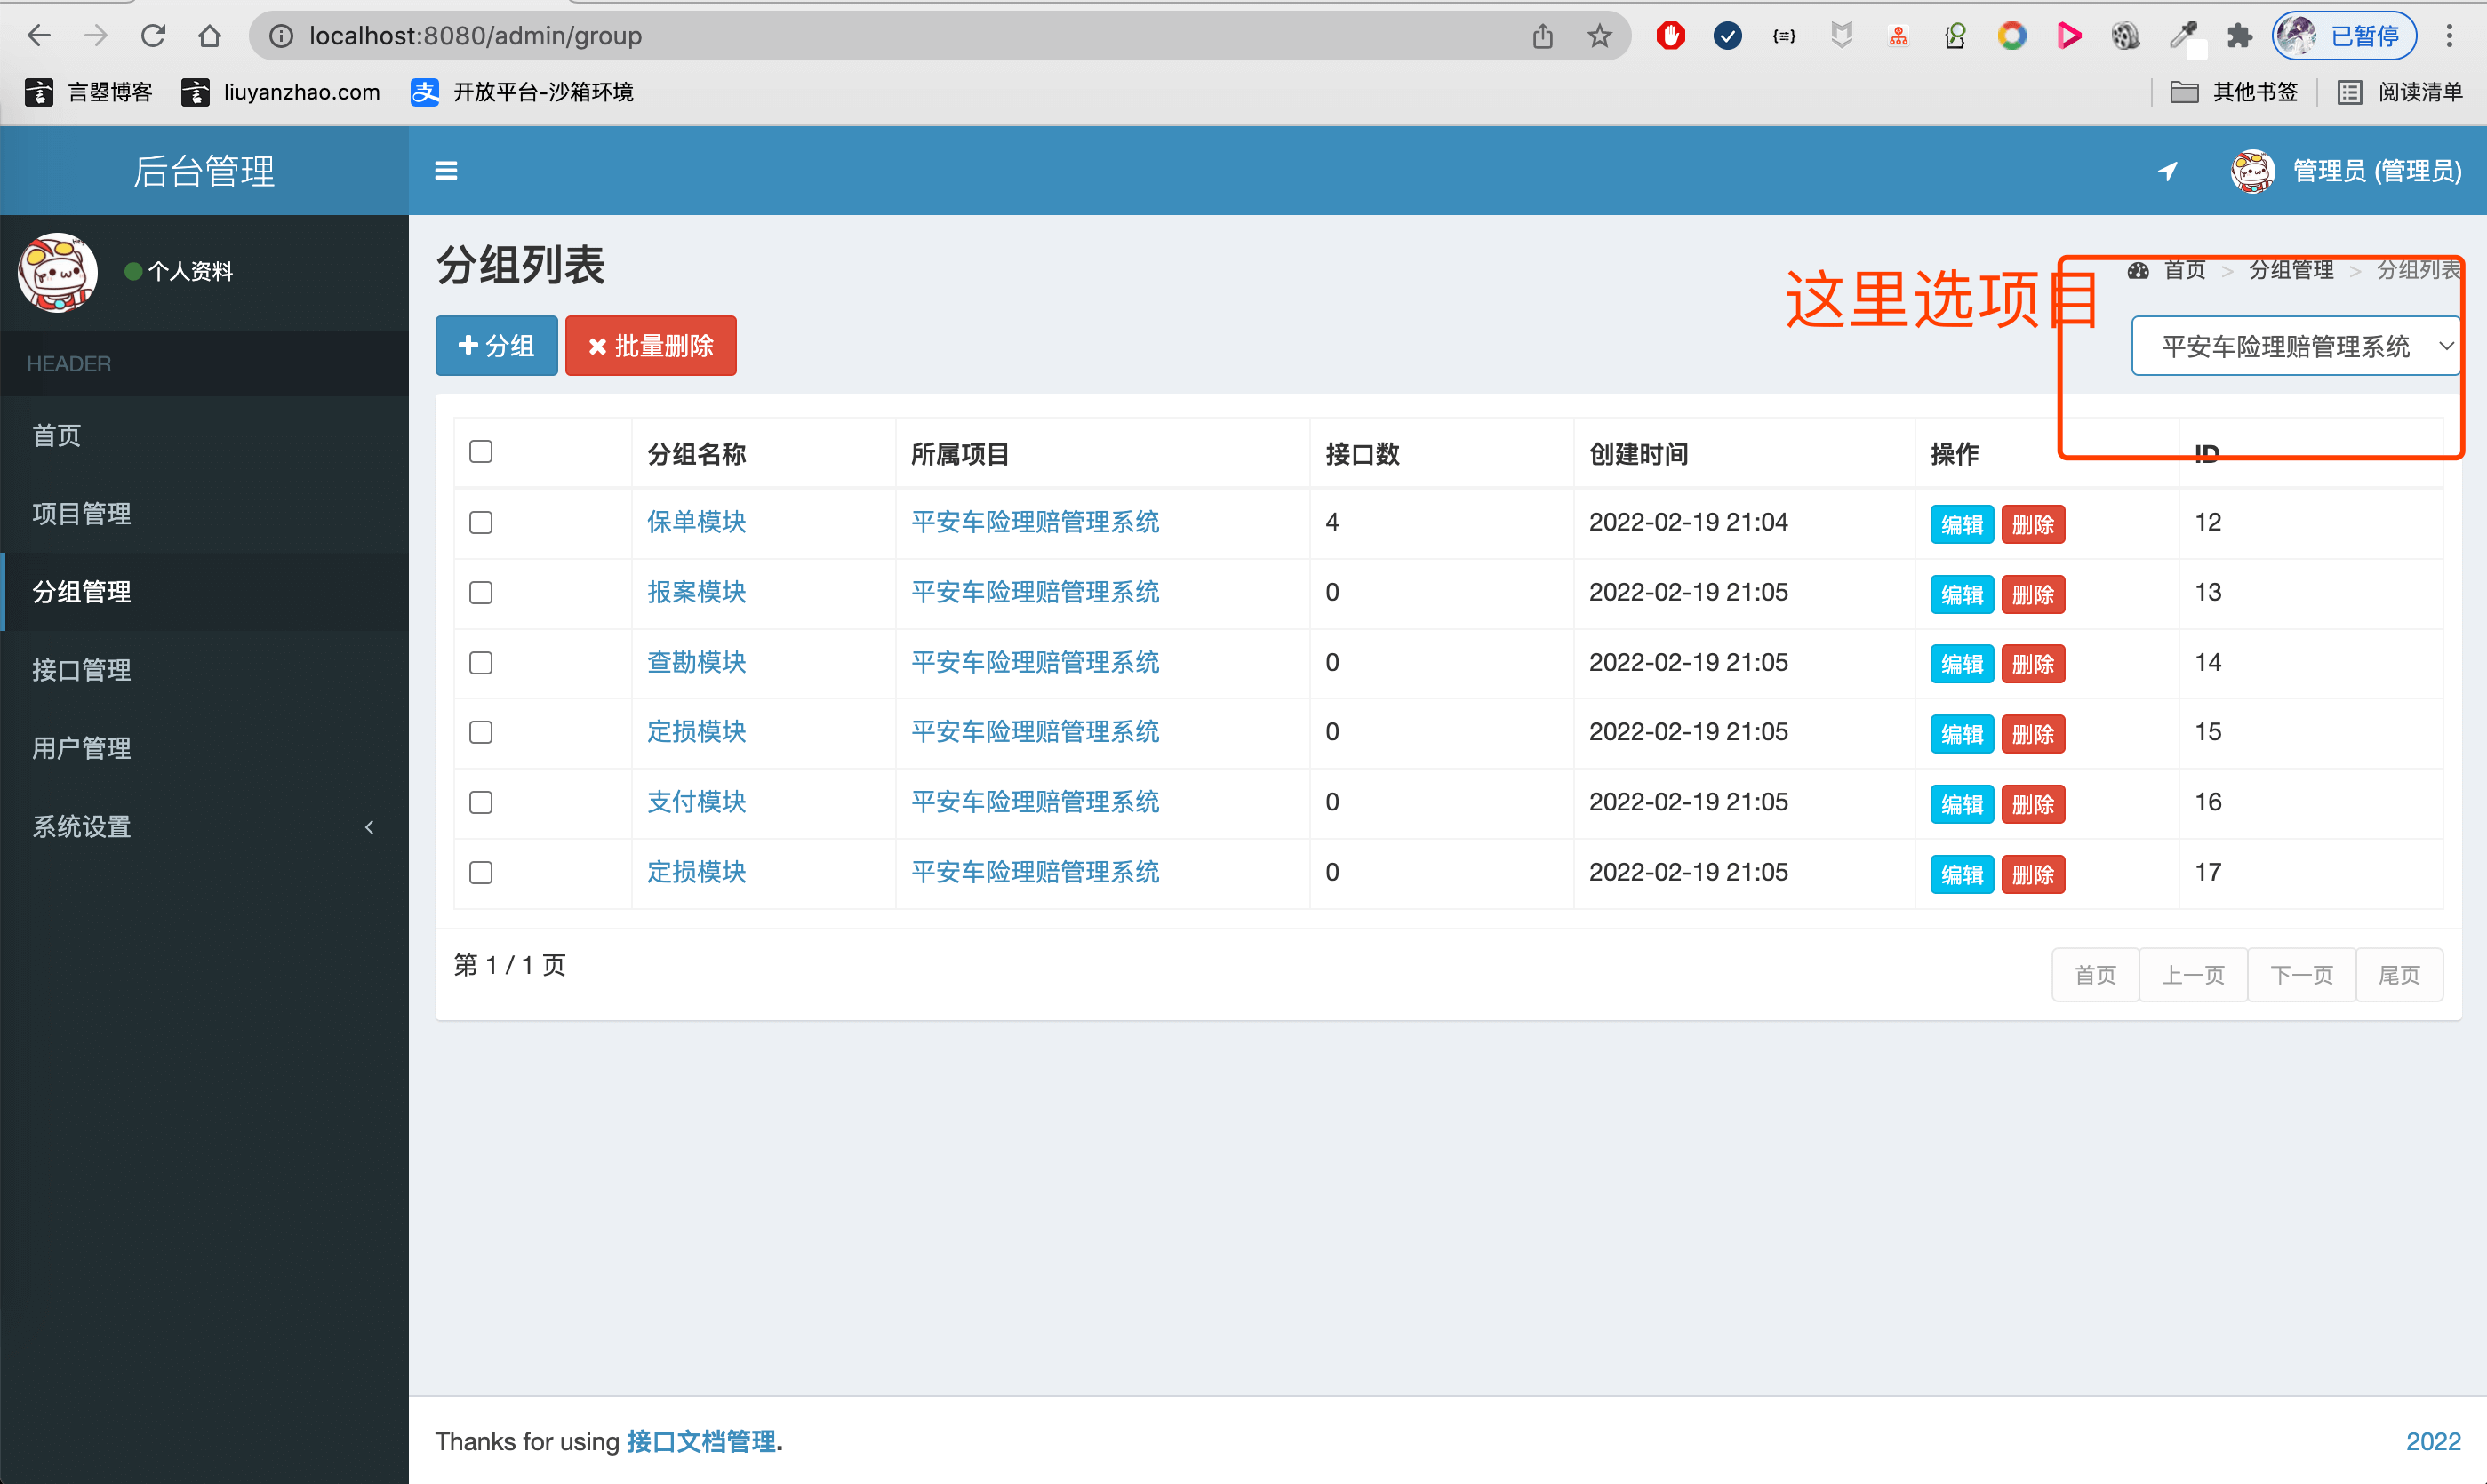 localhost:8080/admin/group
已暂停
言曌博客
liuyanzhao.com
开放平台-沙箱环境
其他书签
阅读清单
后台管理
管理员 (管理员)
个人资料
HEADER
首页
项目管理
分组管理
接口管理
用户管理
系统设置
分组列表
首页 > 分组管理 > 分组列表
这里选项目
分组
批量删除
平安车险理赔管理系统
分组名称 所属项目 接口数 创建时间 操作 ID
保单模块 平安车险理赔管理系统 4 2022-02-19 21:04 编辑 删除 12
报案模块 平安车险理赔管理系统 0 2022-02-19 21:05 编辑 删除 13
查勘模块 平安车险理赔管理系统 0 2022-02-19 21:05 编辑 删除 14
定损模块 平安车险理赔管理系统 0 2022-02-19 21:05 编辑 删除 15
支付模块 平安车险理赔管理系统 0 2022-02-19 21:05 编辑 删除 16
定损模块 平安车险理赔管理系统 0 2022-02-19 21:05 编辑 删除 17
第 1 / 1 页
首页 上一页 下一页 尾页
Thanks for using 接口文档管理.
2022